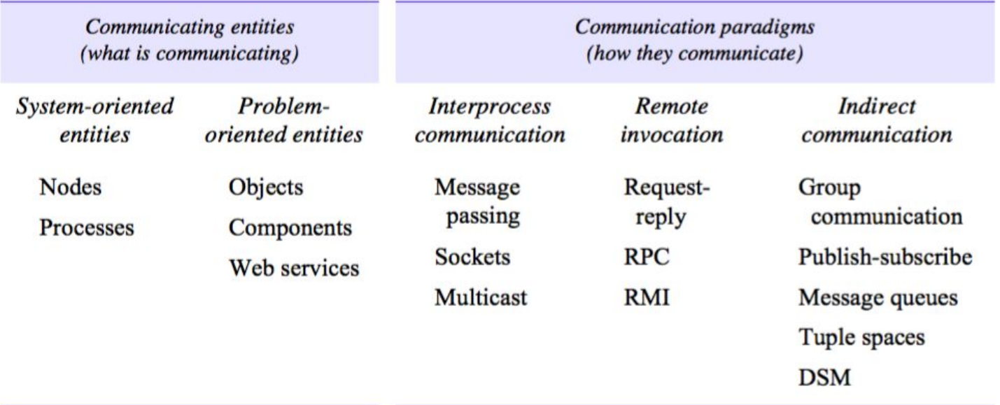 Communicating entities
(what is communicating)
Communication paradigms
(how they communicate)
System-oriented
entities
Problem-
oriented entities
Interprocess
communication
Remote
invocation
Indirect
communication
Nodes
Processes
Objects
Components
Web services
Message
passing
Sockets
Multicast
Request-
reply
RPC
RMI
Group
communication
Publish-subscribe
Message queues
Tuple spaces
DSM